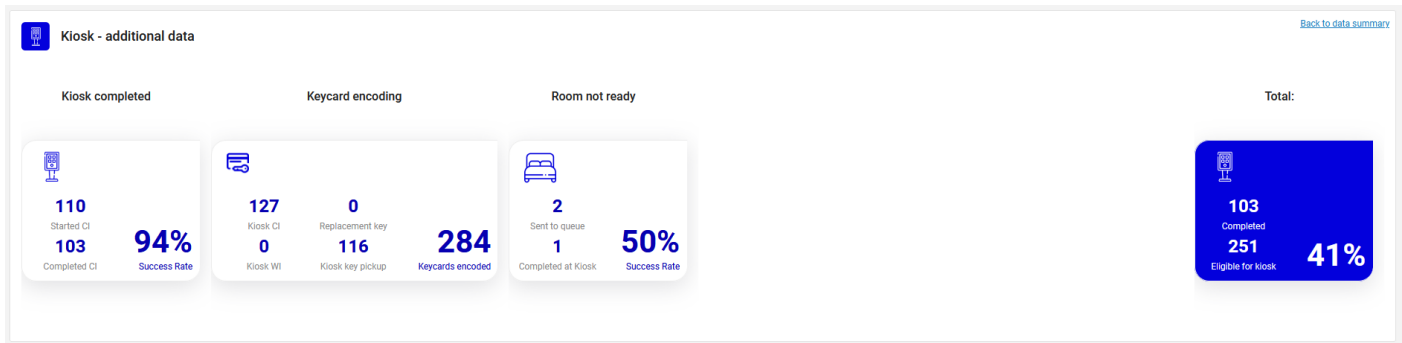 Back to data summary
Kiosk - additional data
Kiosk completed
Keycard encoding
Room not ready
Total:
110
Started CI
103
Completed CI
94%
Success Rate
127
Kiosk CI
0
Kiosk WI
0
Replacement key
116
Kiosk key pickup
284
Keycards encoded
2
Sent to queue
1
Completed at Kiosk
50%
Success Rate
103
Completed
251
Eligible for kiosk
41%